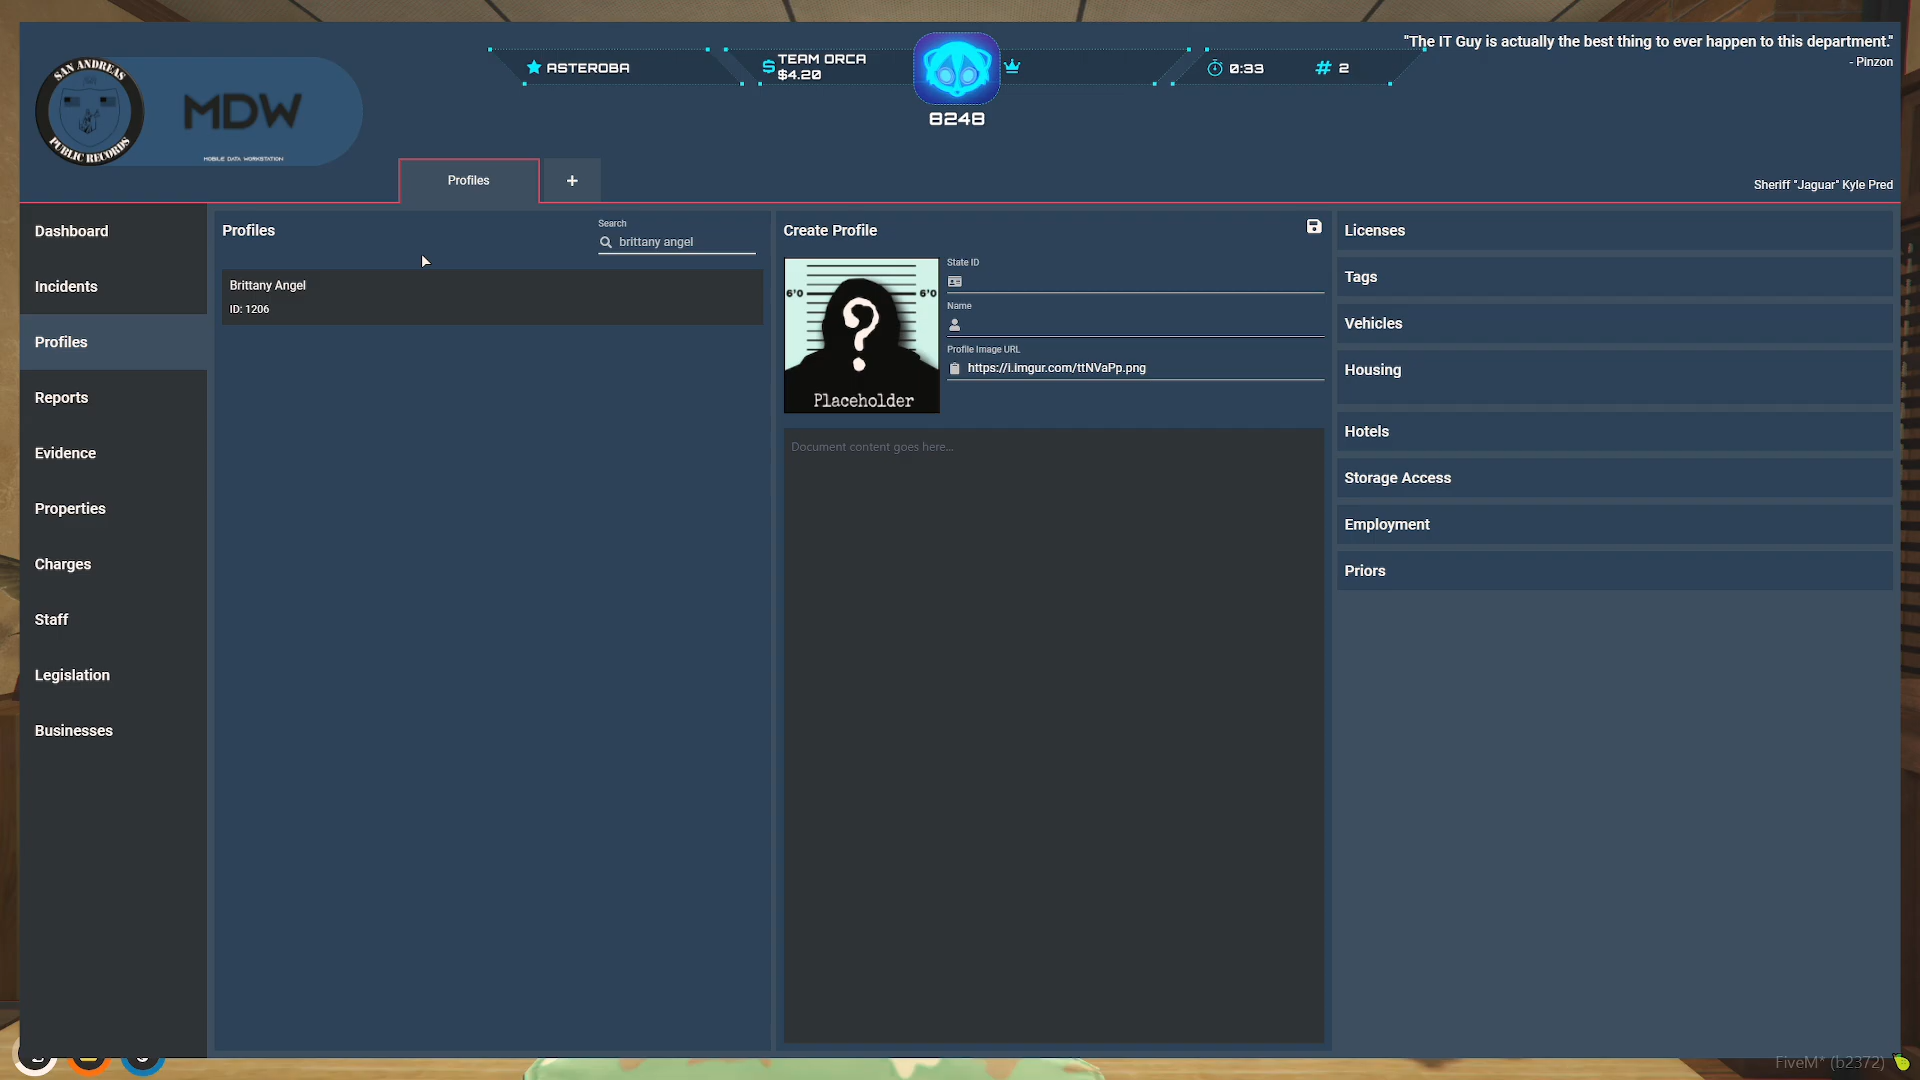 "The IT Guy is actually the best thing to ever happen to this department."
- Pinzon
ASTEROBA
TEAM ORCA
$4.20
8248
0:33
# 2
SAN ANDREAS
PUBLIC RECORDS
MDW
MOBILE DATA WORKSTATION
Profiles
+
Sheriff "Jaguar" Kyle Pred
Dashboard
Incidents
Profiles
Reports
Evidence
Properties
Charges
Staff
Legislation
Businesses
Profiles
Search
brittany angel
Brittany Angel
ID: 1206
Create Profile
6'0
6'0
?
Placeholder
State ID
Name
Profile Image URL
https://i.imgur.com/ttNVaPp.png
Document content goes here...
Licenses
Tags
Vehicles
Housing
Hotels
Storage Access
Employment
Priors
FiveM* (b2372)